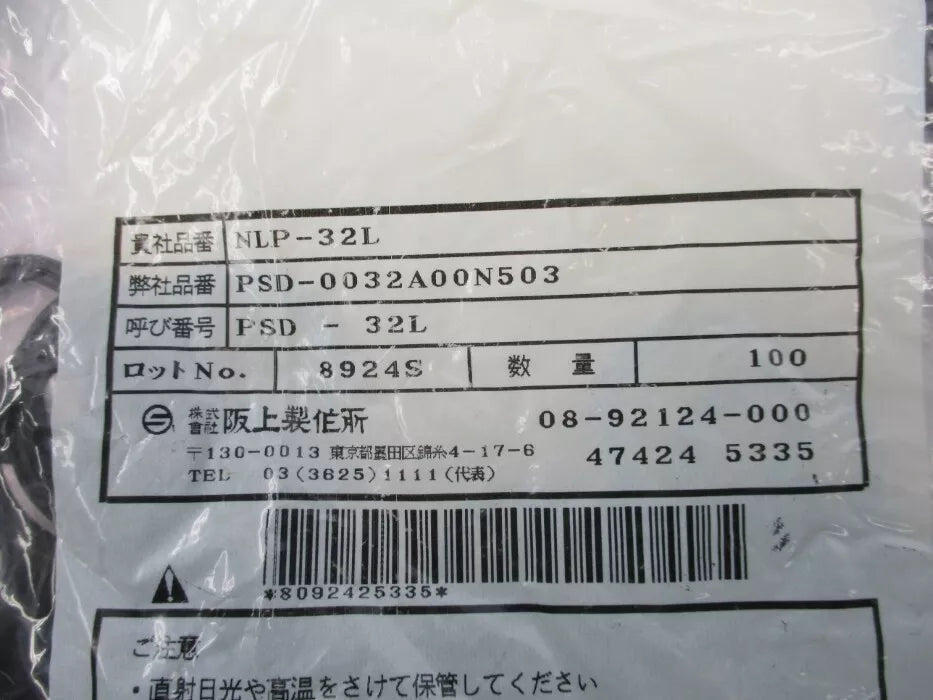 貴社品番 NLP-32L
弊社品番 PSD-0032A00N503
呼び番号 PSD - 32L
ロットNo. 8924S 数量 100
株式會社 阪上製作所 08-92124-000
〒130-0013 東京都墨田区錦糸4-17-6 47424 5335
TEL 03(3625)1111(代表)
*8092425335*
ご注意
・直射日光や高温をさけて保管してください